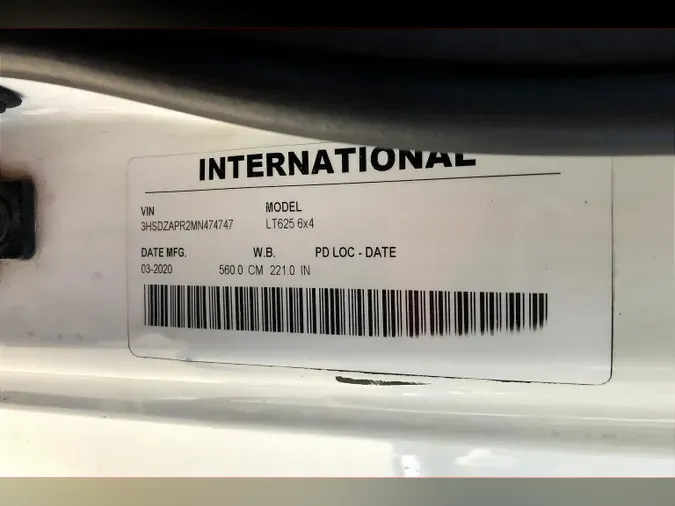 INTERNATIONAL
VIN MODEL
3HSDZAPR2MN474747 LT625 6x4
DATE MFG. W.B. PD LOC - DATE
03-2020 560.0 CM 221.0 IN